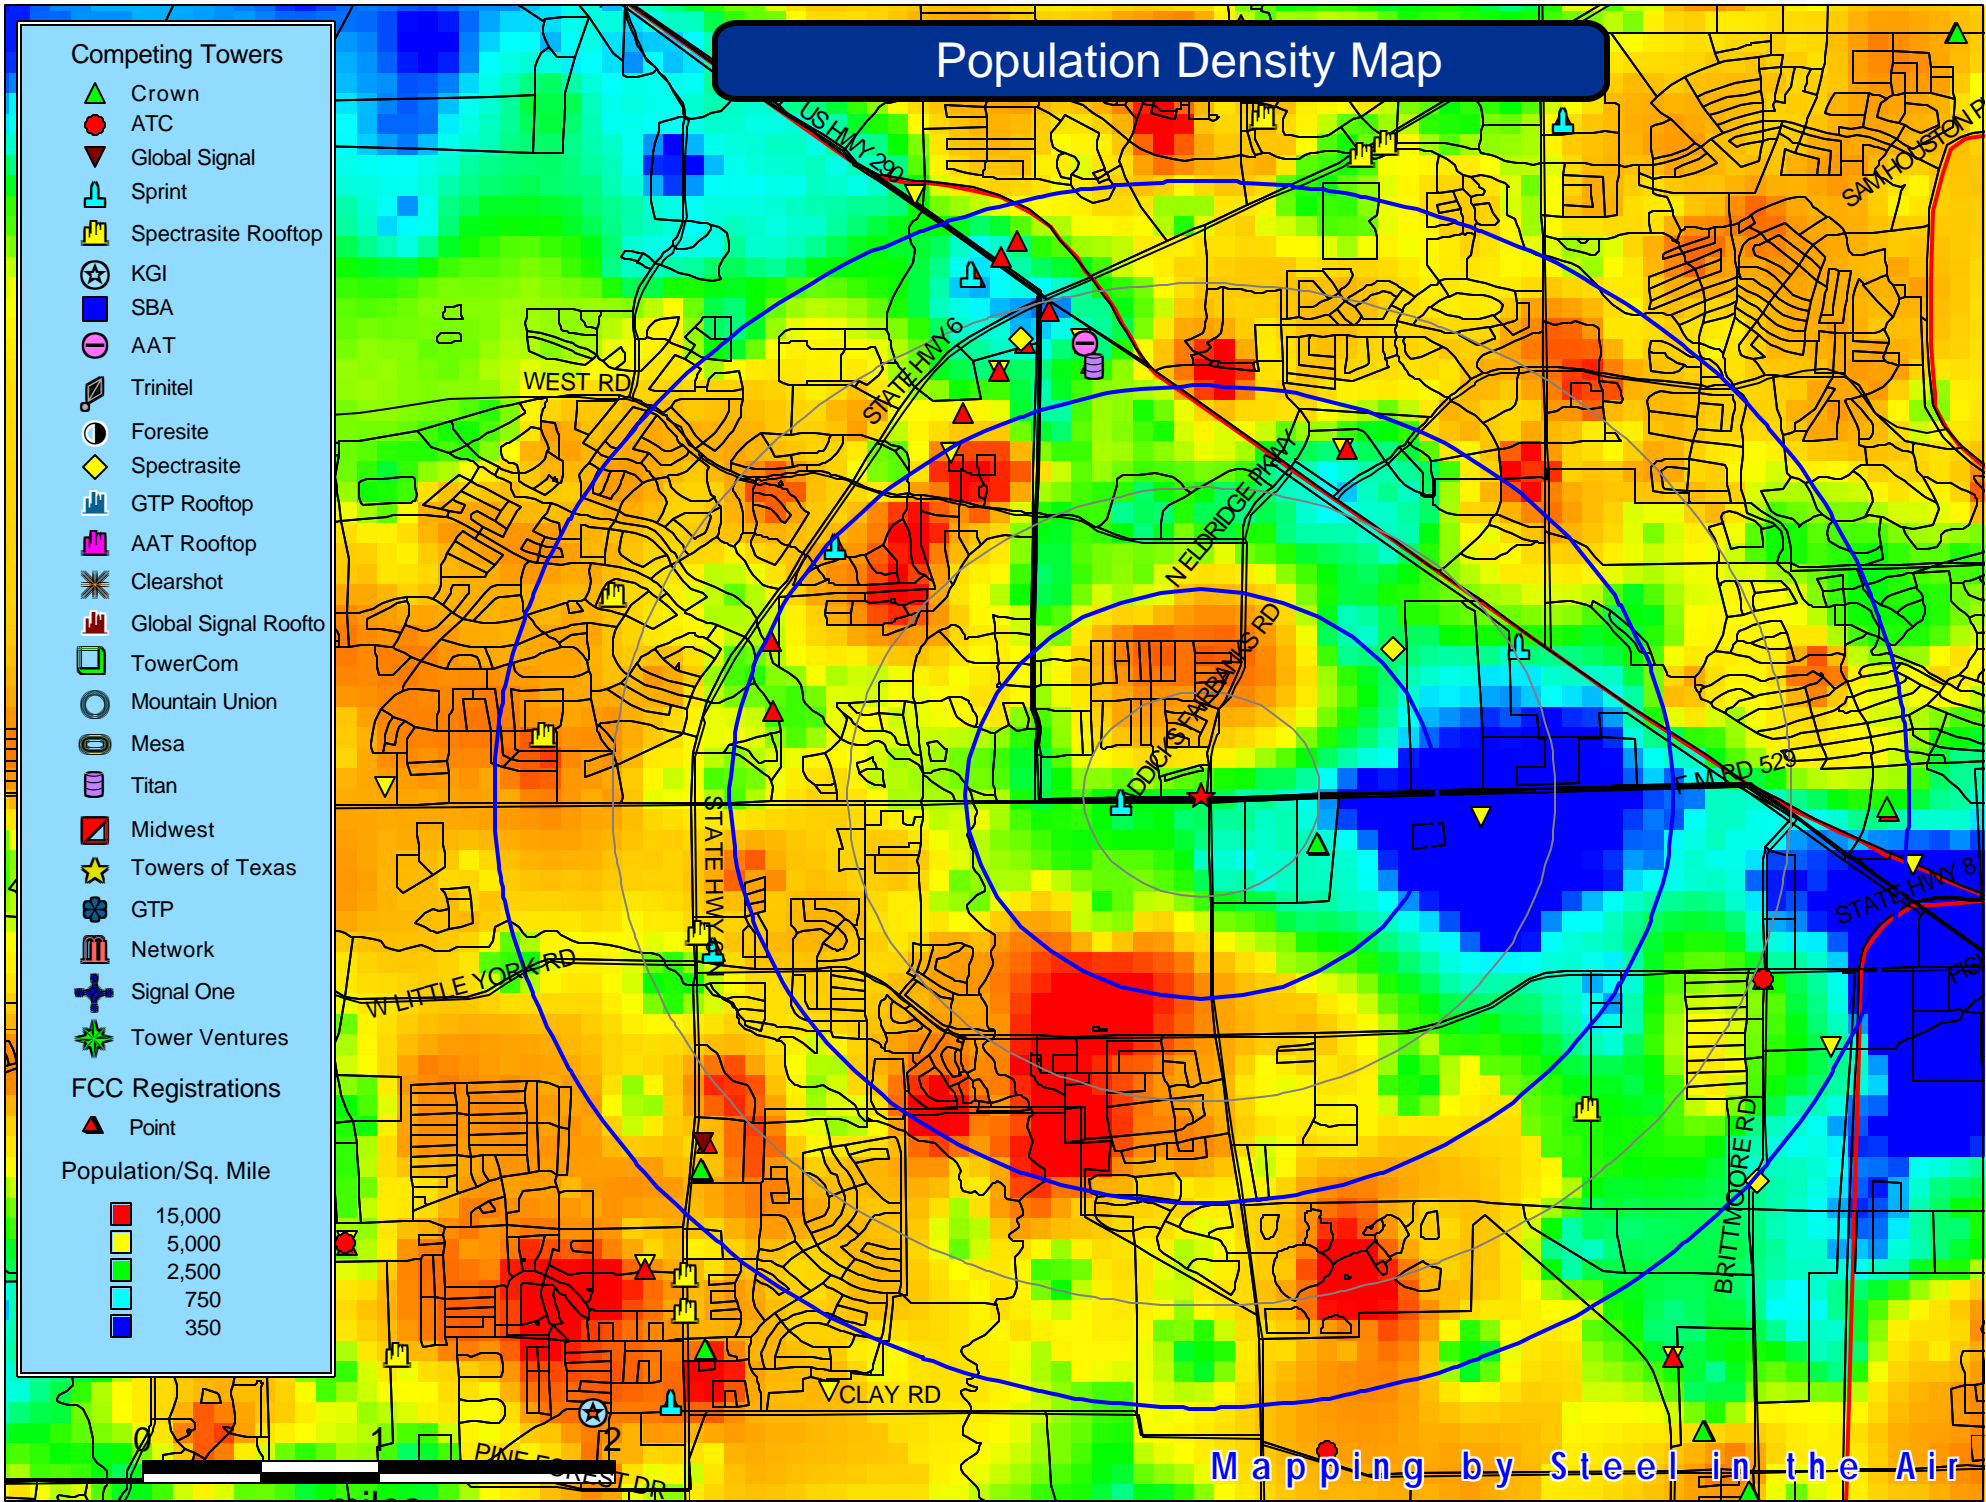 Population Density Map
Competing Towers
Crown
ATC
Global Signal
Sprint
Spectrasite Rooftop
KGI
SBA
AAT
Trinitel
Foresite
Spectrasite
GTP Rooftop
AAT Rooftop
Clearshot
Global Signal Roofto
TowerCom
Mountain Union
Mesa
Titan
Midwest
Towers of Texas
GTP
Network
Signal One
Tower Ventures
FCC Registrations
Point
Population/Sq. Mile
15,000
5,000
2,500
750
350
US HWY 290
SAM HOUSTON P
STATE HWY 6
WEST RD
N ELDRIDGE PKWY
ADDICKS FAIRBANKS RD
F M RD 529
STATE HWY 6 N
STATE HWY 8
W LITTLE YORK RD
BRITTMOORE RD
CLAY RD
PINE FOREST DR
0 1 2
miles
Mapping by Steel in the Air